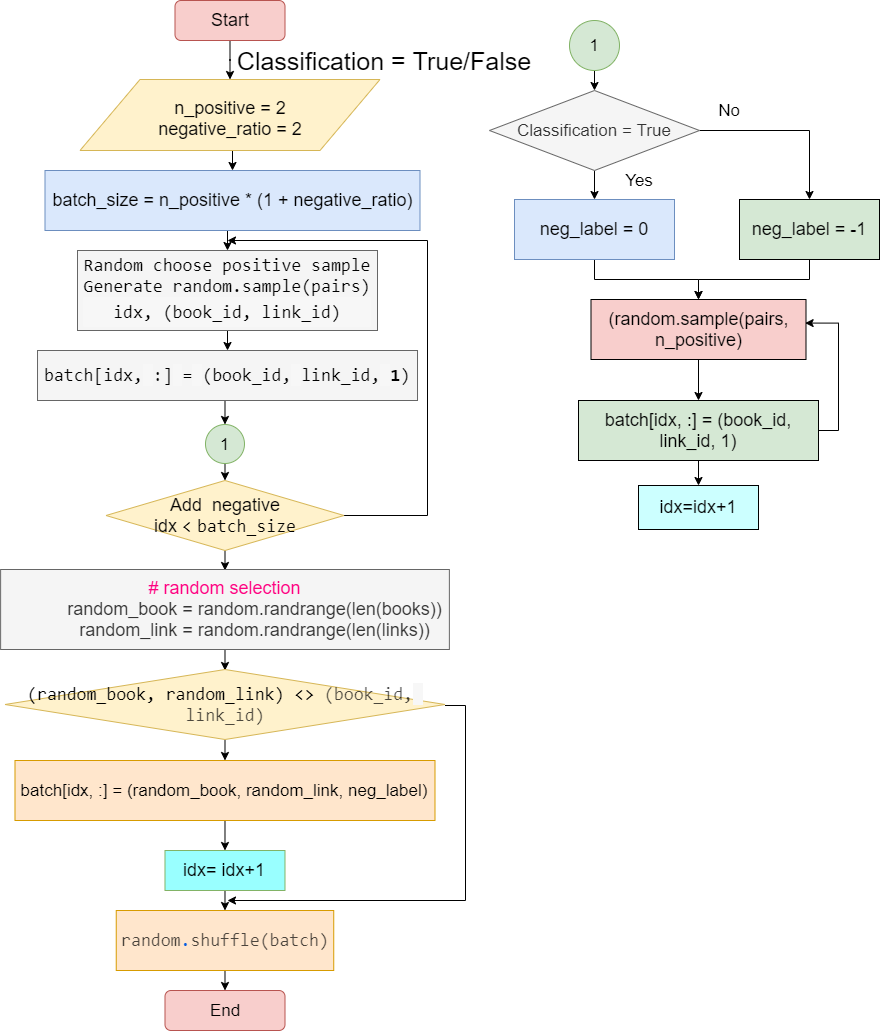 Start
Classification = True/False
n_positive = 2
negative_ratio = 2
batch_size = n_positive * (1 + negative_ratio)
Random choose positive sample
Generate random.sample(pairs)
idx, (book_id, link_id)
batch[idx, :] = (book_id, link_id, 1)
1
Add negative
idx < batch_size
# random selection
random_book = random.randrange(len(books))
random_link = random.randrange(len(links))
(random_book, random_link) <> (book_id,
link_id)
batch[idx, :] = (random_book, random_link, neg_label)
idx= idx+1
random.shuffle(batch)
End
1
Classification = True
No
Yes
neg_label = 0
neg_label = -1
(random.sample(pairs,
n_positive)
batch[idx, :] = (book_id,
link_id, 1)
idx=idx+1